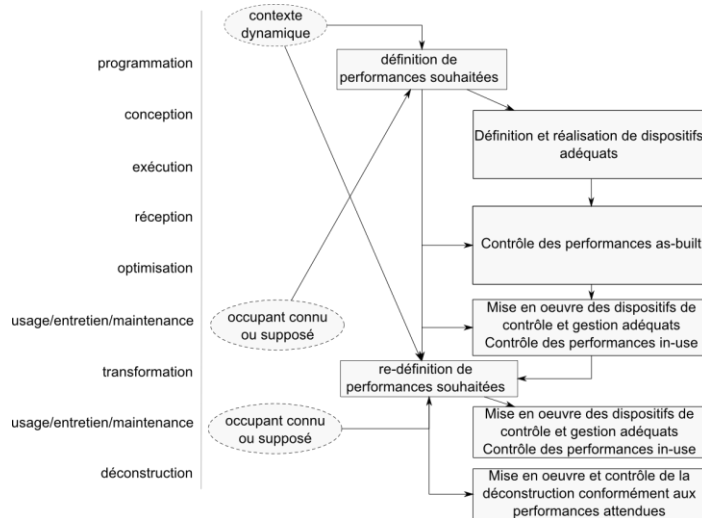 contexte
dynamique
programmation
définition de
performances souhaitées
conception
Définition et réalisation de dispositifs
adéquats
exécution
réception
Contrôle des performances as-built
optimisation
usage/entretien/maintenance
occupant connu
ou supposé
Mise en oeuvre des dispositifs de
contrôle et gestion adéquats
Contrôle des performances in-use
transformation
re-définition de
performances souhaitées
usage/entretien/maintenance
occupant connu
ou supposé
Mise en oeuvre des dispositifs de
contrôle et gestion adéquats
Contrôle des performances in-use
déconstruction
Mise en oeuvre et contrôle de la
déconstruction conformément aux
performances attendues